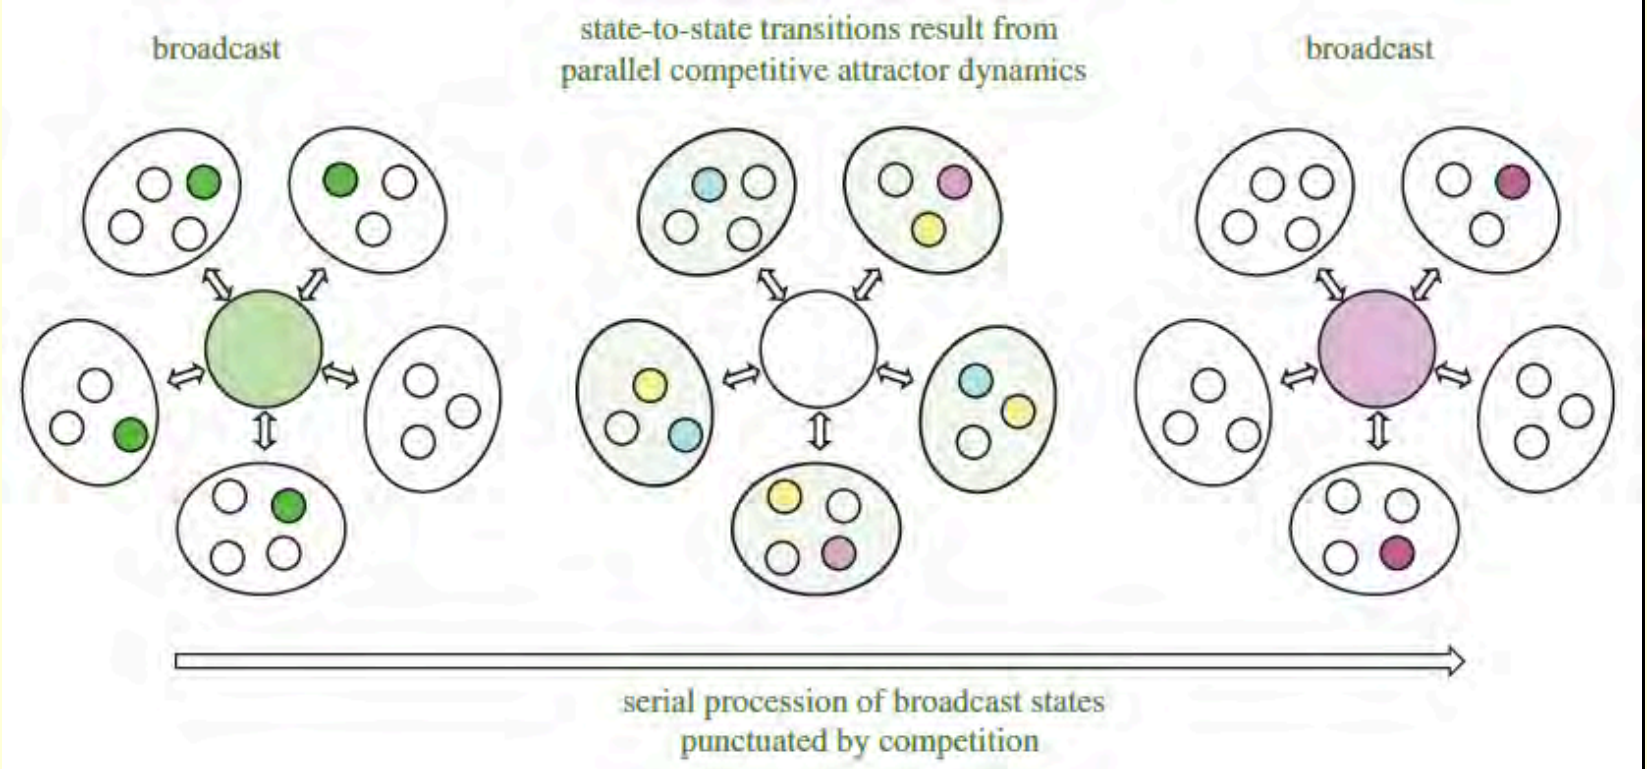 broadcast
state-to-state transitions result from
parallel competitive attractor dynamics
broadcast
serial procession of broadcast states
punctuated by competition